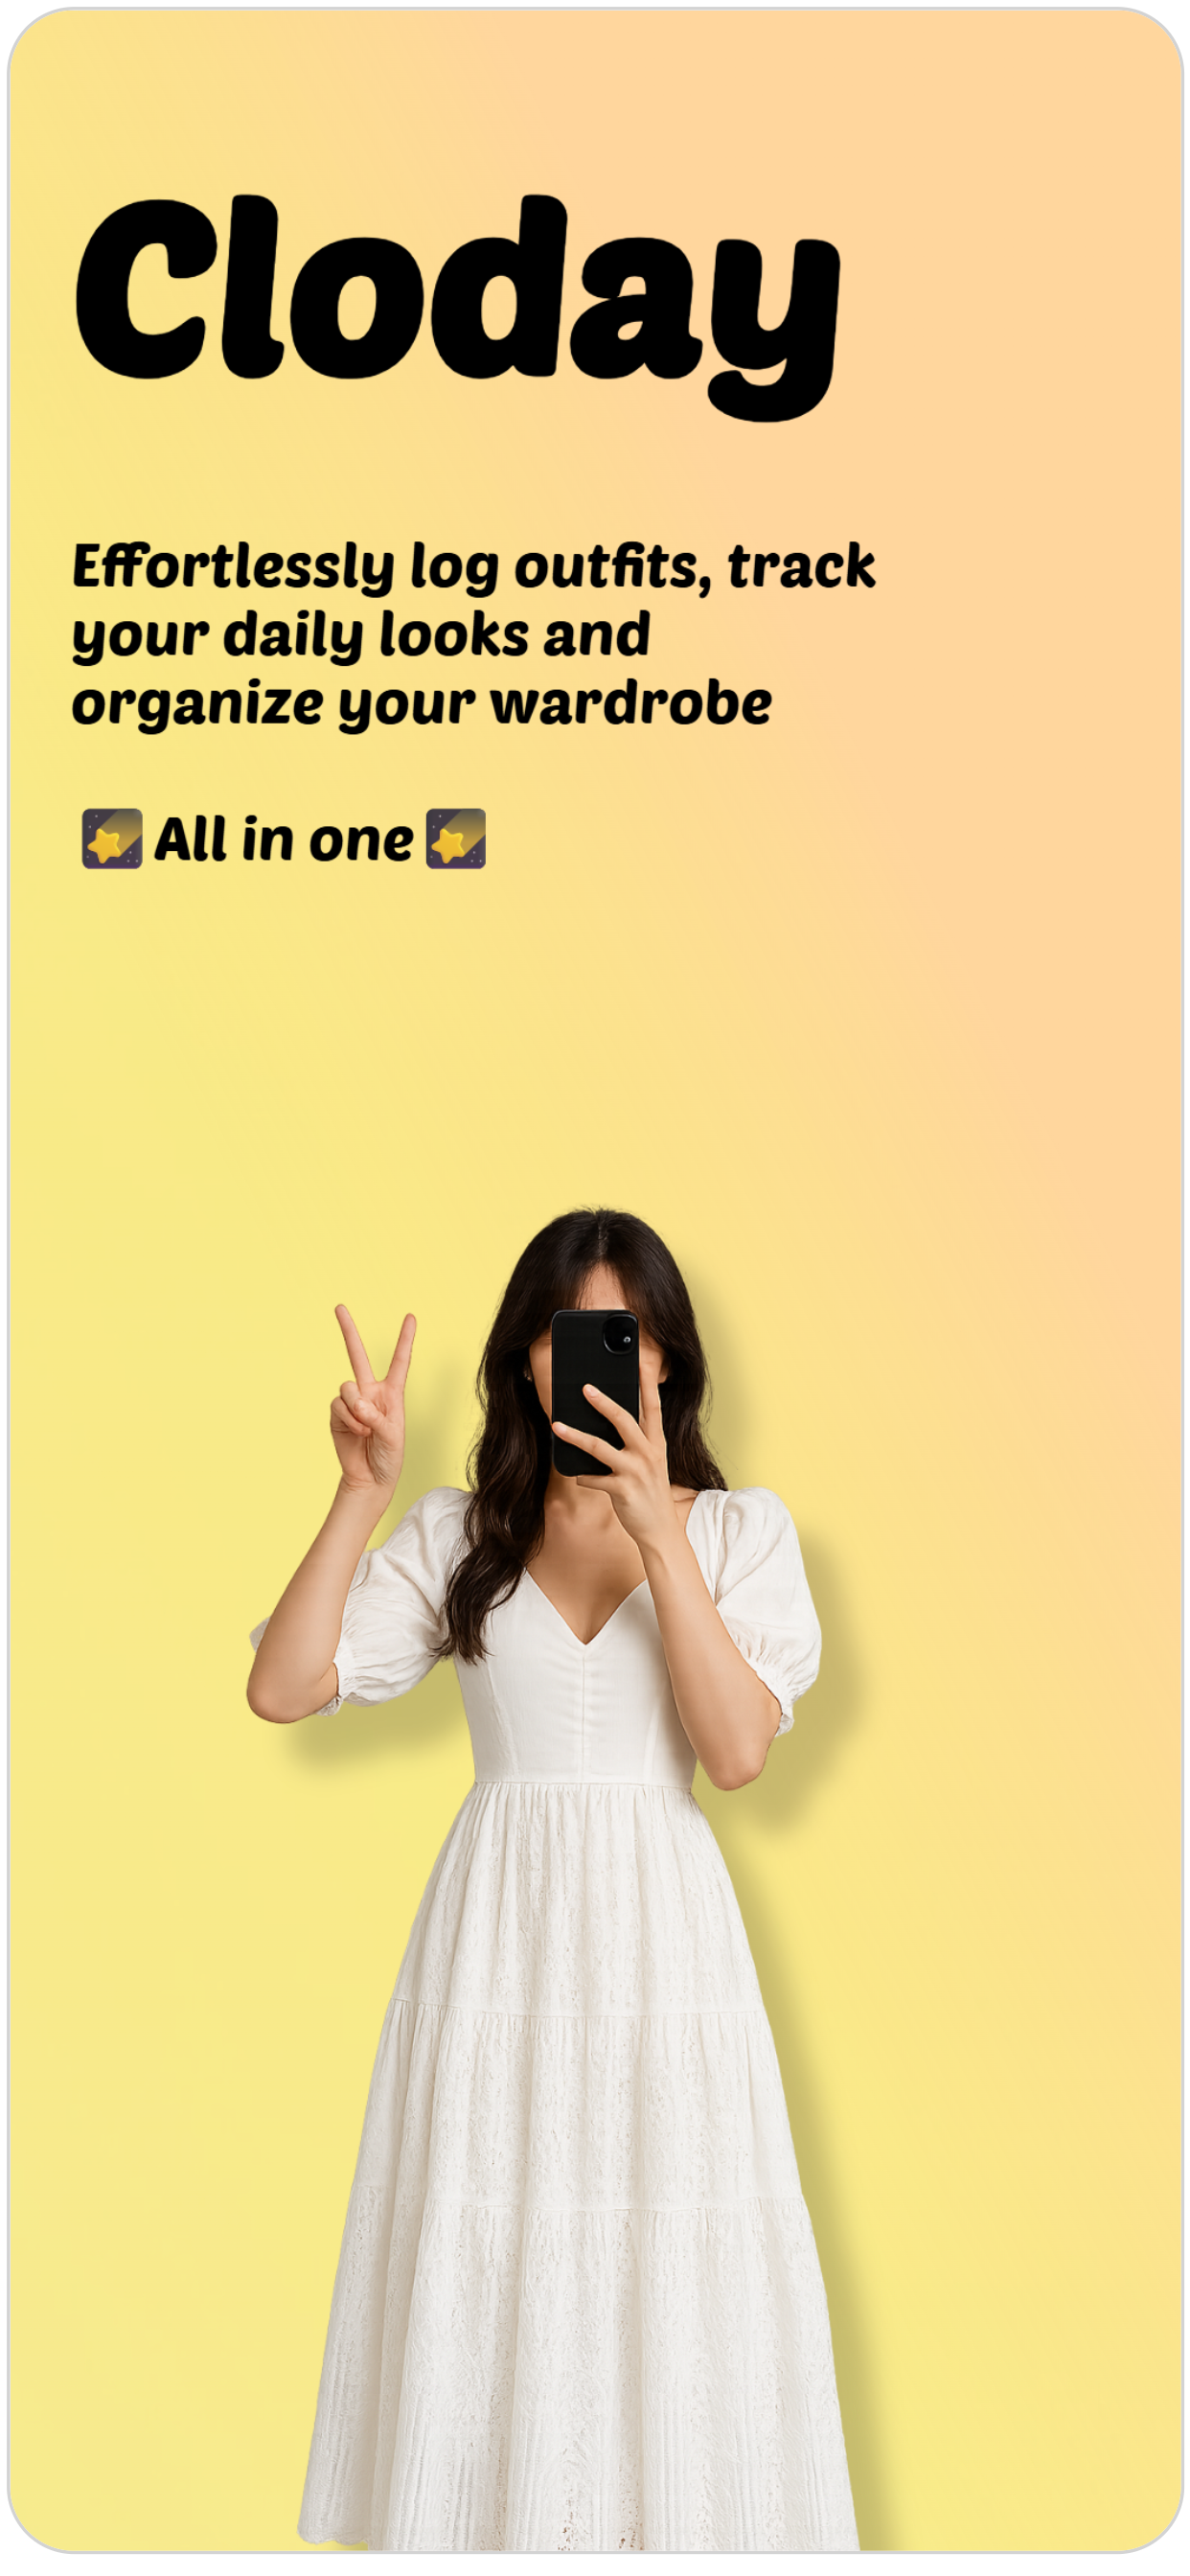 Cloday
Effortlessly log outfits, track
your daily looks and
organize your wardrobe
🌠 All in one 🌠